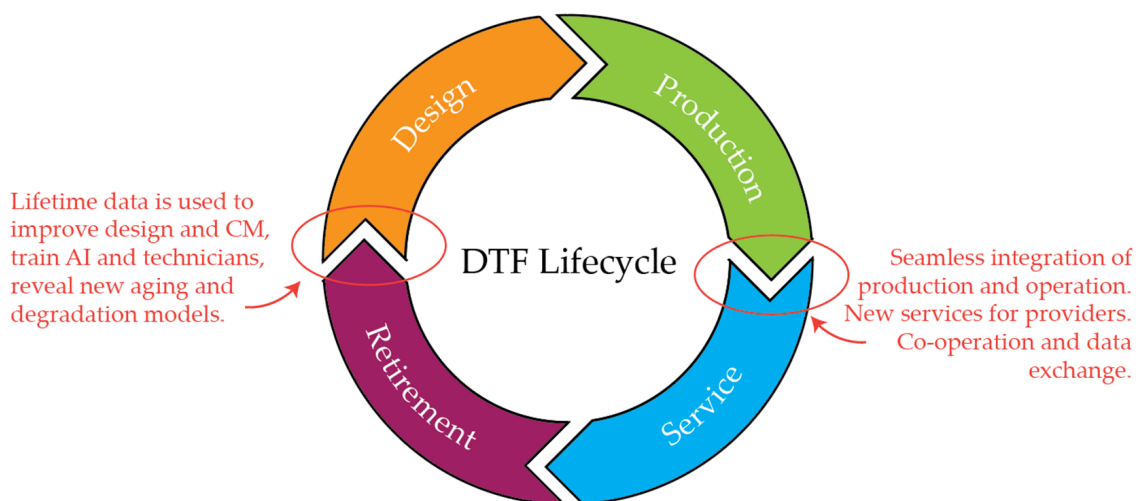 Design
Production
Lifetime data is used to
improve design and CM,
train AI and technicians,
reveal new aging and
degradation models.
DTF Lifecycle
Seamless integration of
production and operation.
New services for providers.
Co-operation and data
exchange.
Retirement
Service